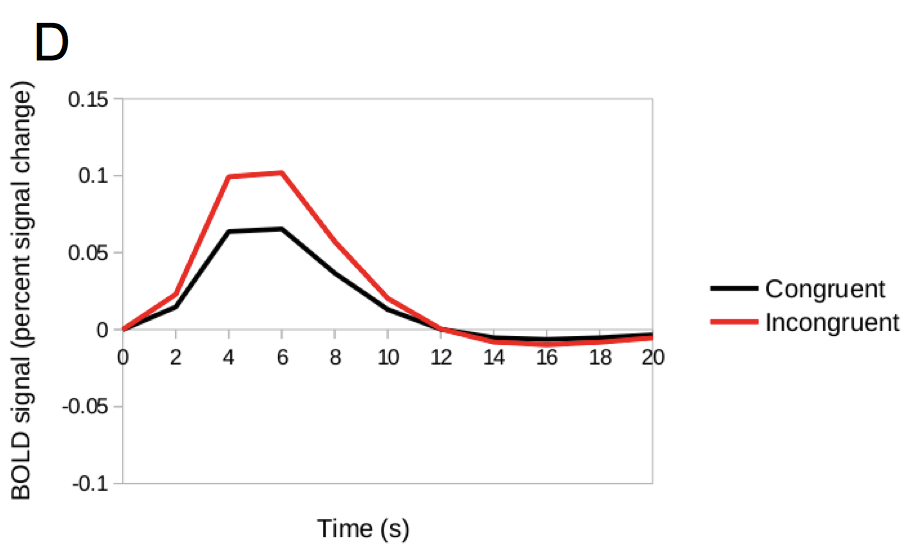 D
BOLD signal (percent signal change)
0.15
0.1
0.05
0
-0.05
-0.1
0 2 4 6 8 10 12 14 16 18 20
Time (s)
Congruent
Incongruent